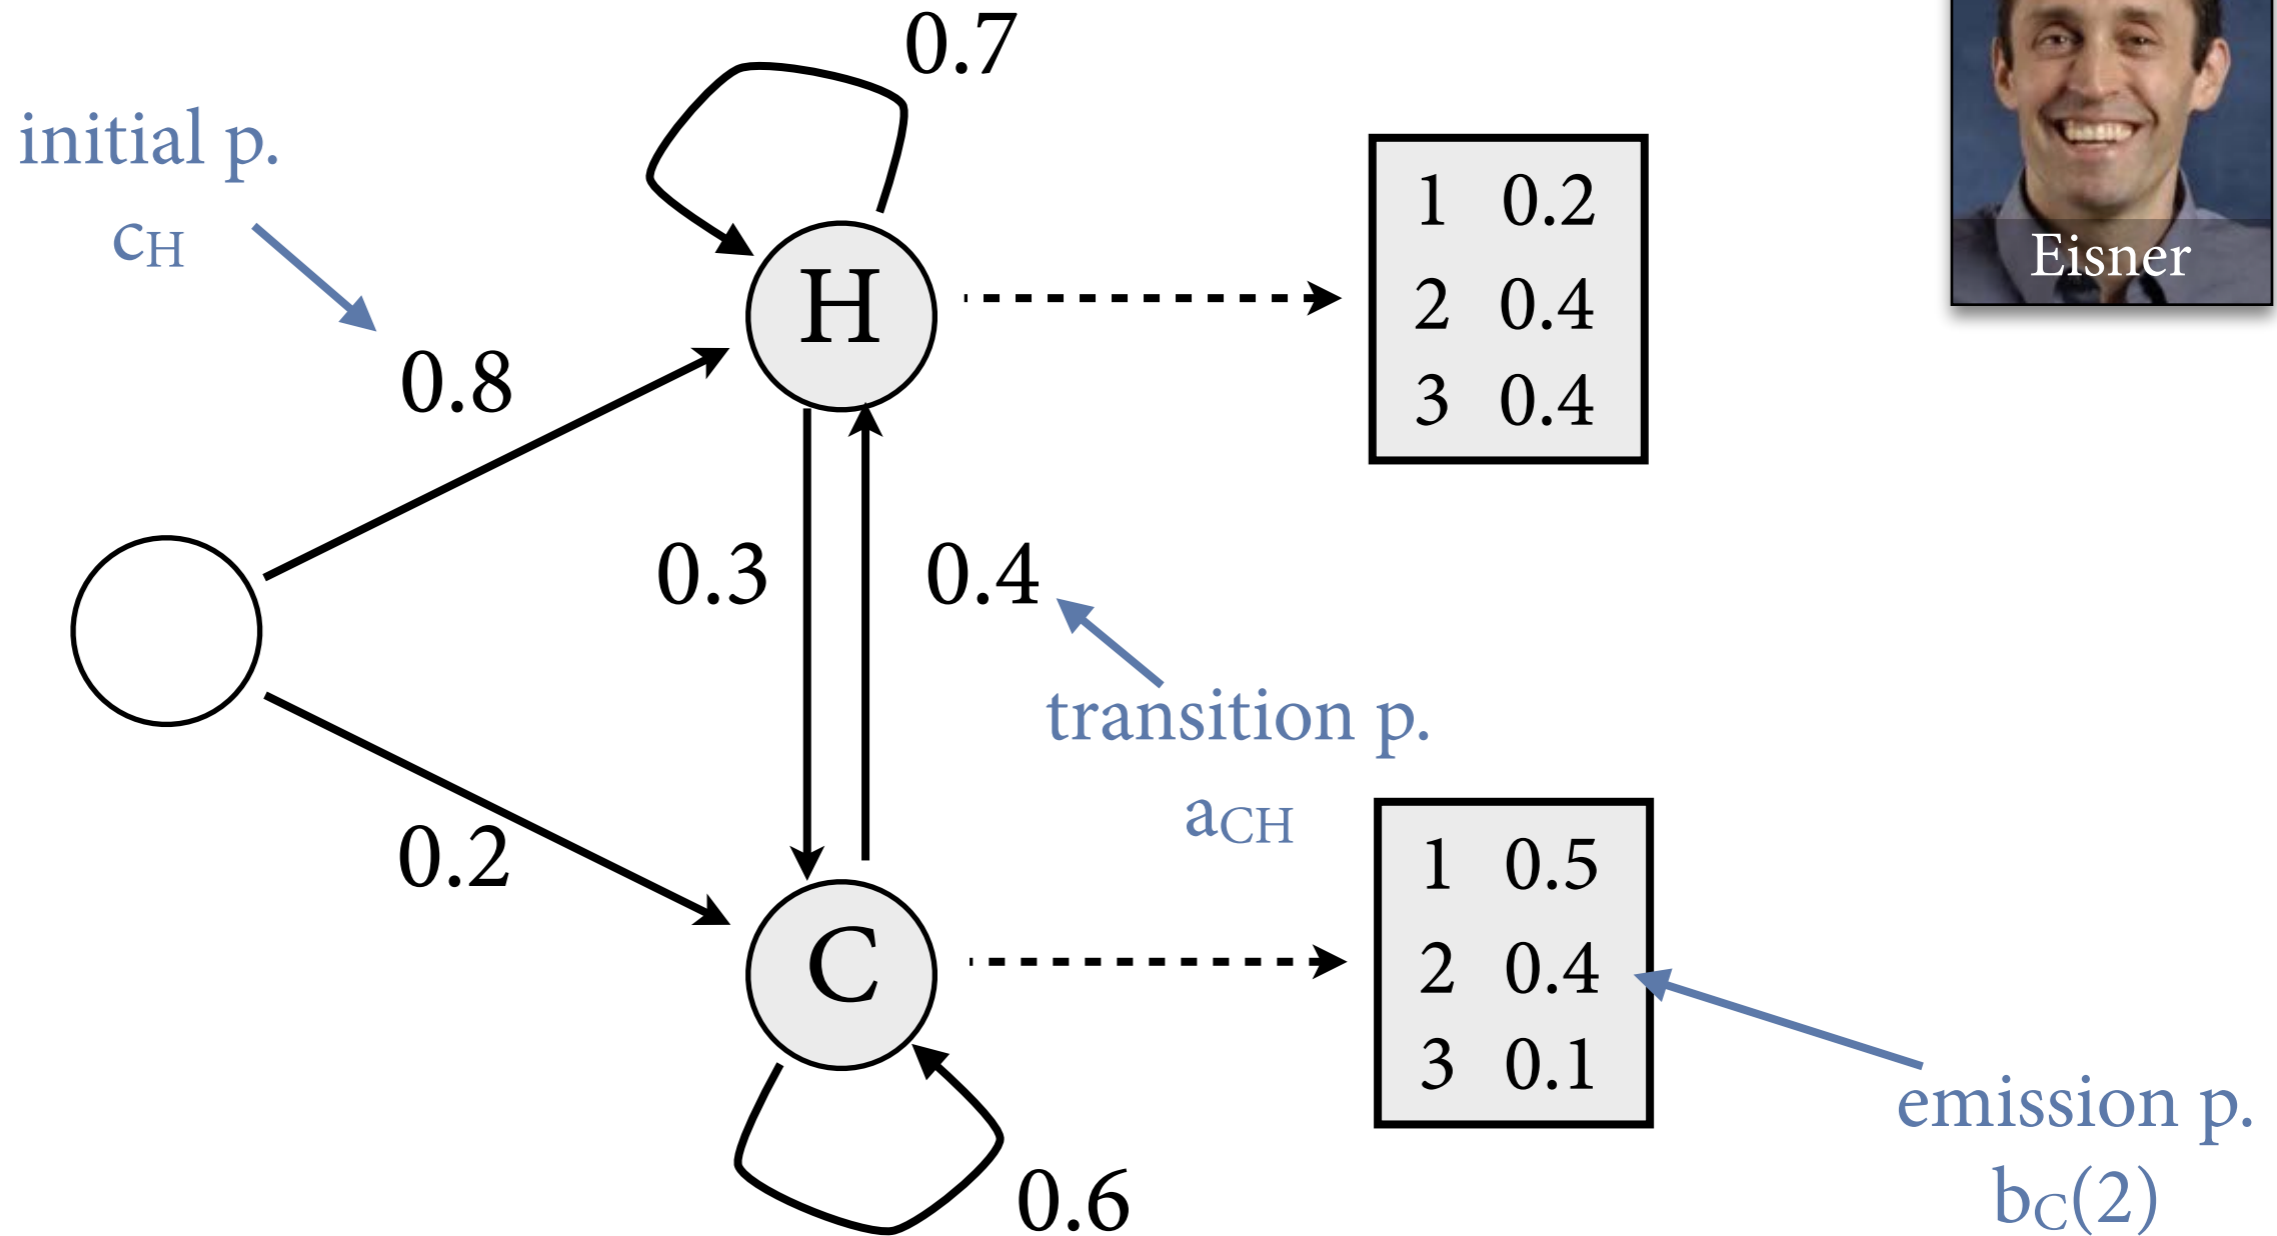 0.7
initial p.
cH
0.8
H
1 0.2
2 0.4
3 0.4
Eisner
0.3
0.4
transition p.
aCH
0.2
C
1 0.5
2 0.4
3 0.1
emission p.
bC(2)
0.6